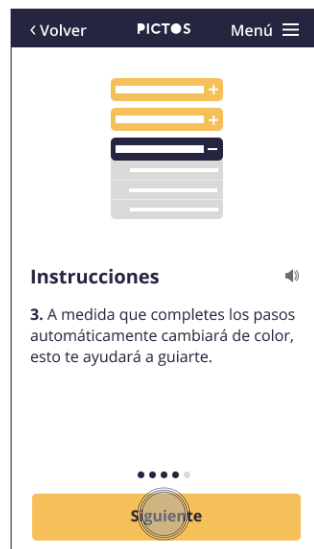 < Volver PICTOS Menú
Instrucciones
3. A medida que completes los pasos
automáticamente cambiará de color,
esto te ayudará a guiarte.
Siguiente